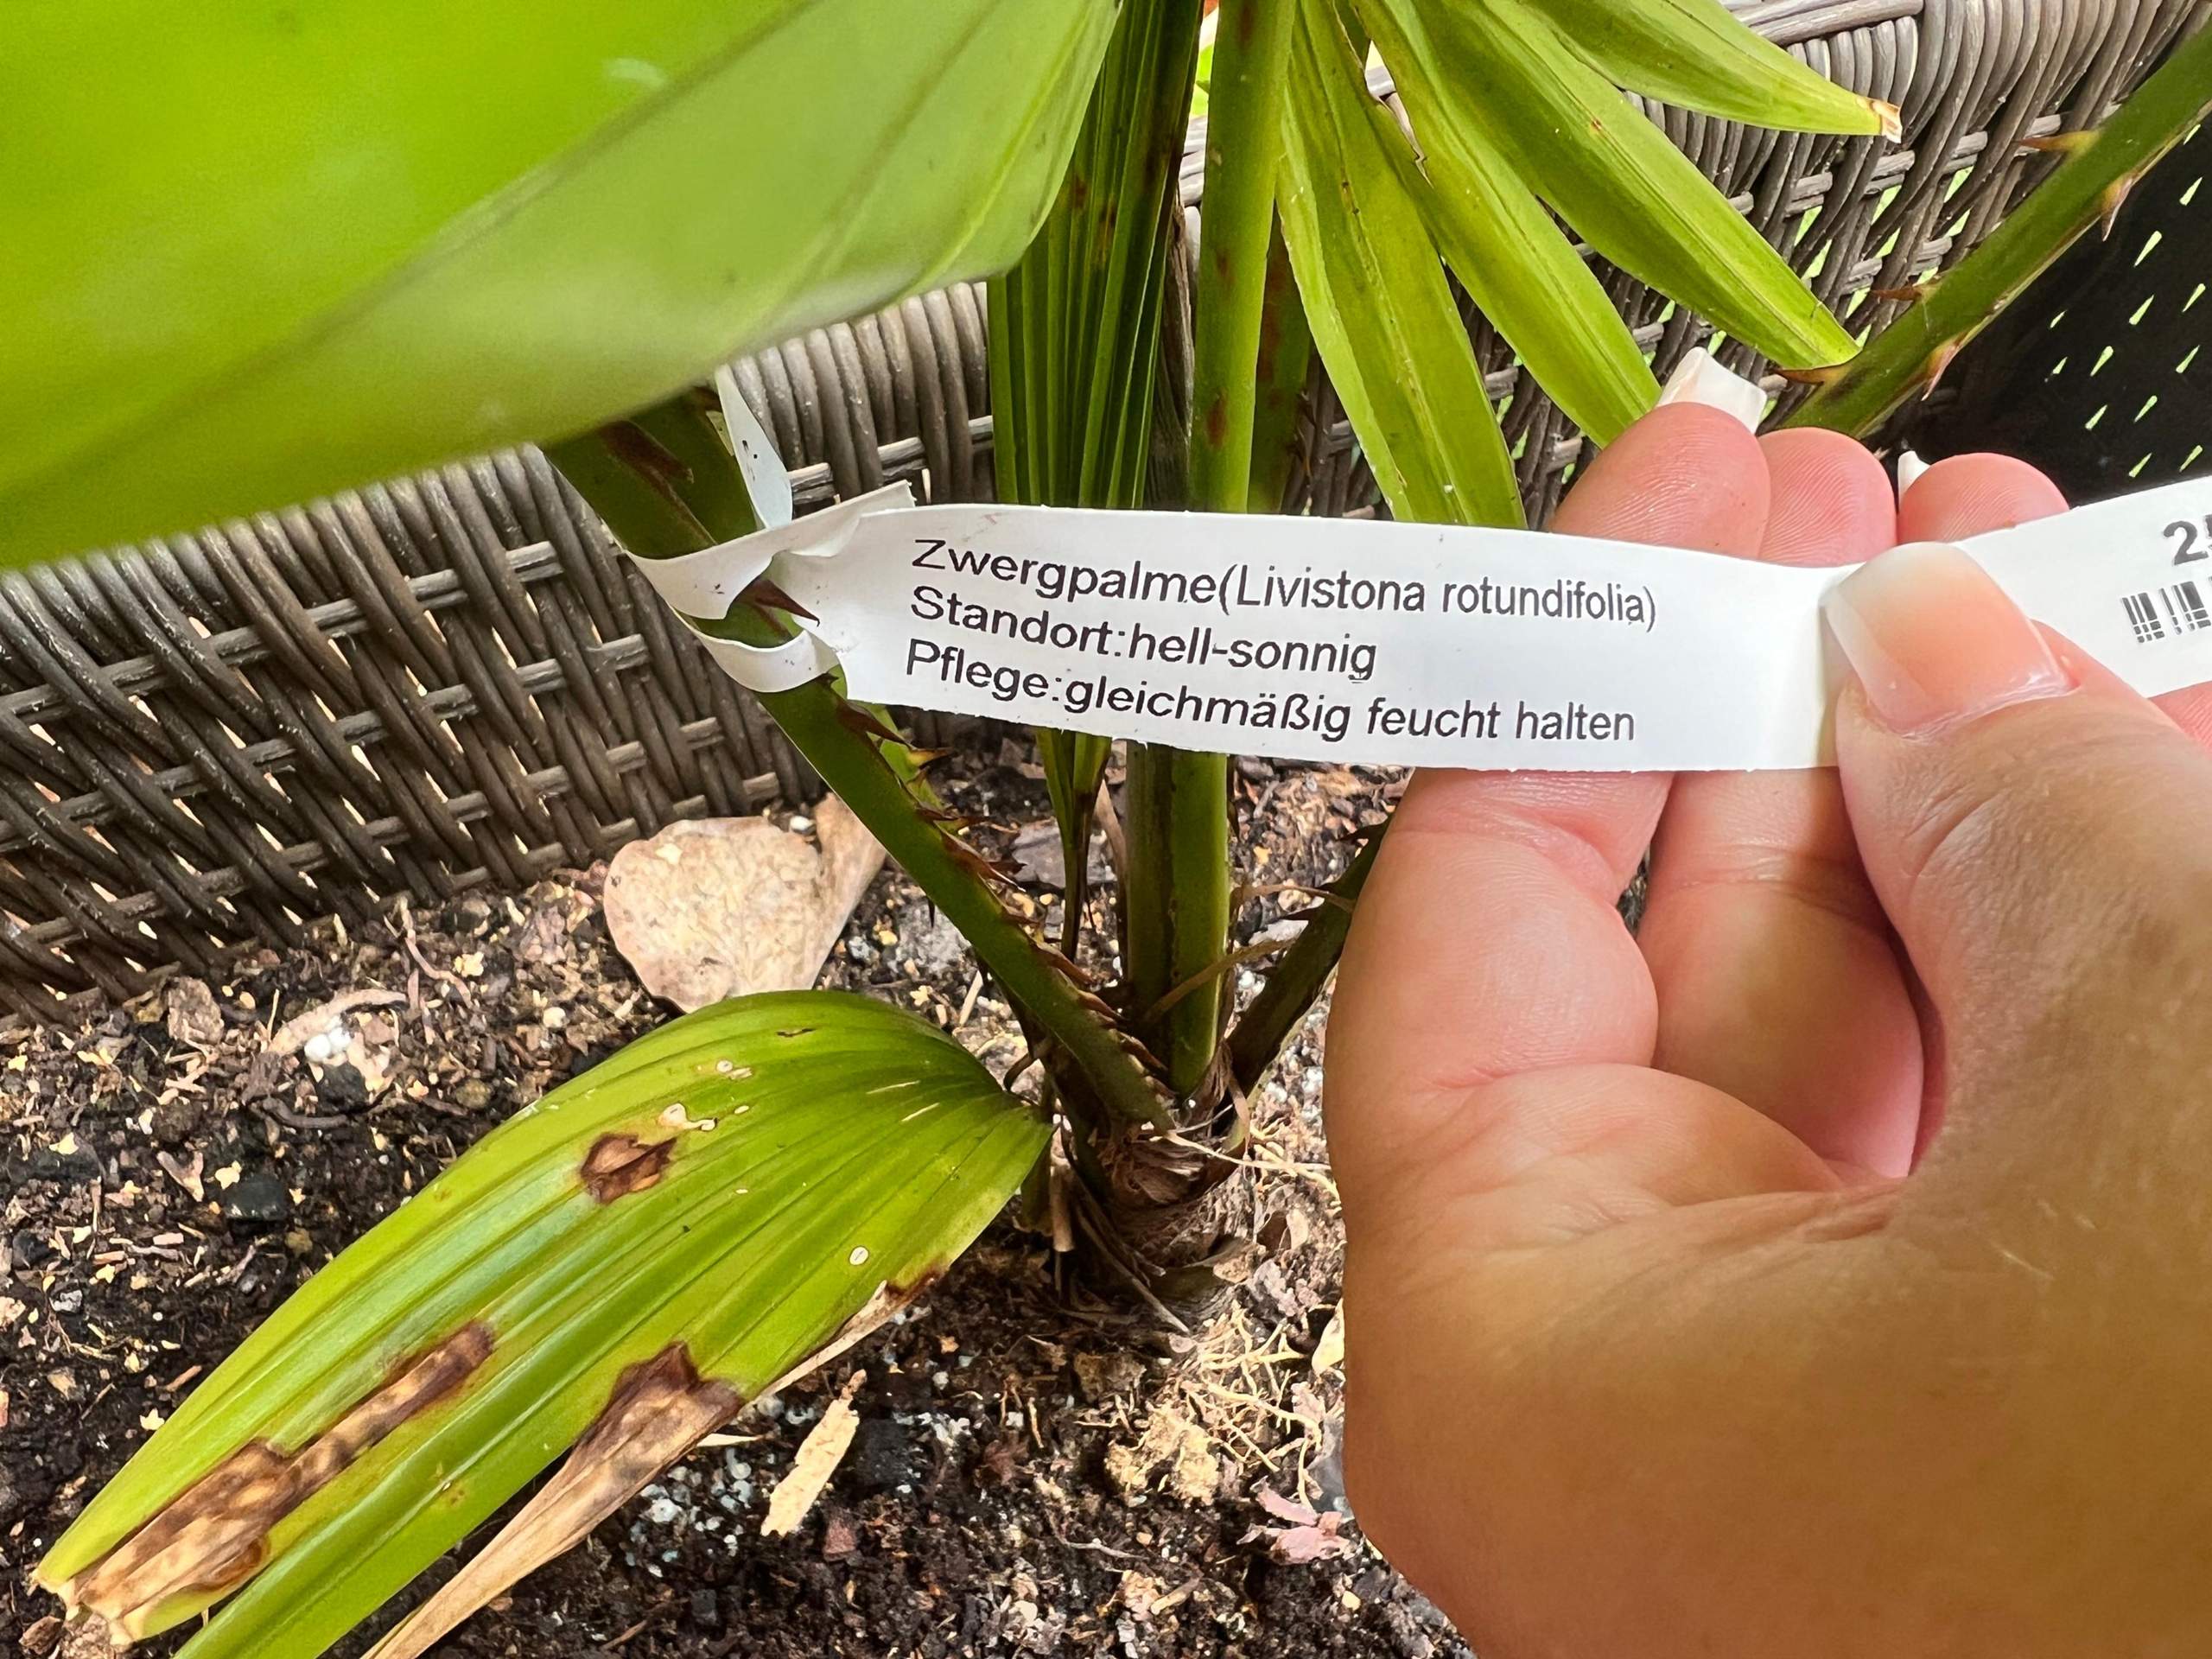 Zwergpalme(Livistona rotundifolia)
Standort:hell-sonnig
Pflege:gleichmäßig feucht halten